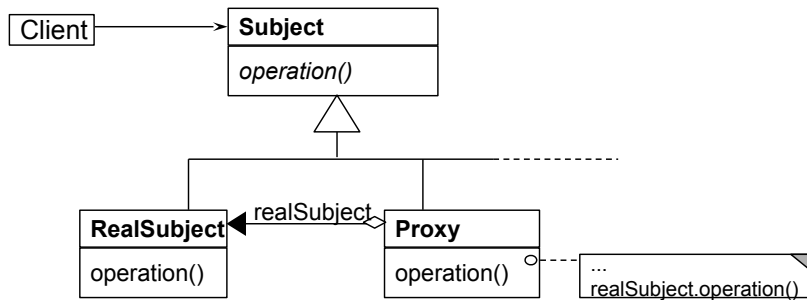 Client
Subject
operation()
realSubject
RealSubject
Proxy
operation()
operation()
...
realSubject.operation()